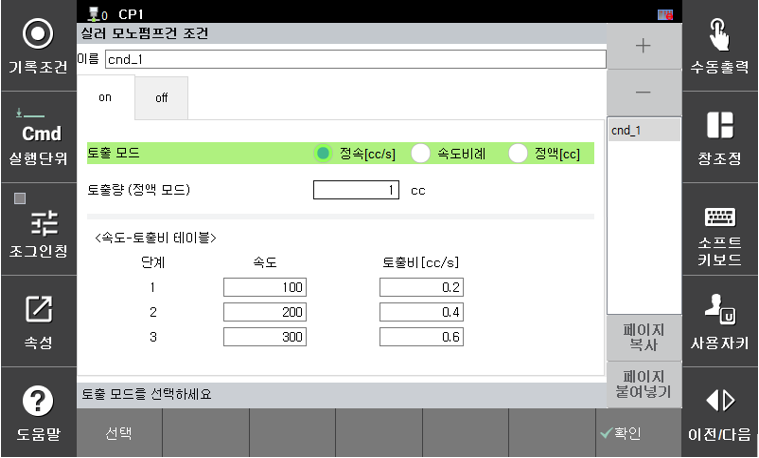 0 CP1
실러 모노펌프건 조건
이름 cnd_1
on off
토출 모드 정속[cc/s] 속도비례 정액[cc]
토출량 (정액 모드) 1 cc
<속도-토출비 테이블>
단계 속도 토출비[cc/s]
1 100 0.2
2 200 0.4
3 300 0.6
토출 모드를 선택하세요
선택
✓확인
+
−
cnd_1
페이지
복사
페이지
붙여넣기
기록조건
Cmd
실행단위
조그인칭
속성
?
도움말
수동출력
창조정
소프트
키보드
U
사용자키
이전/다음